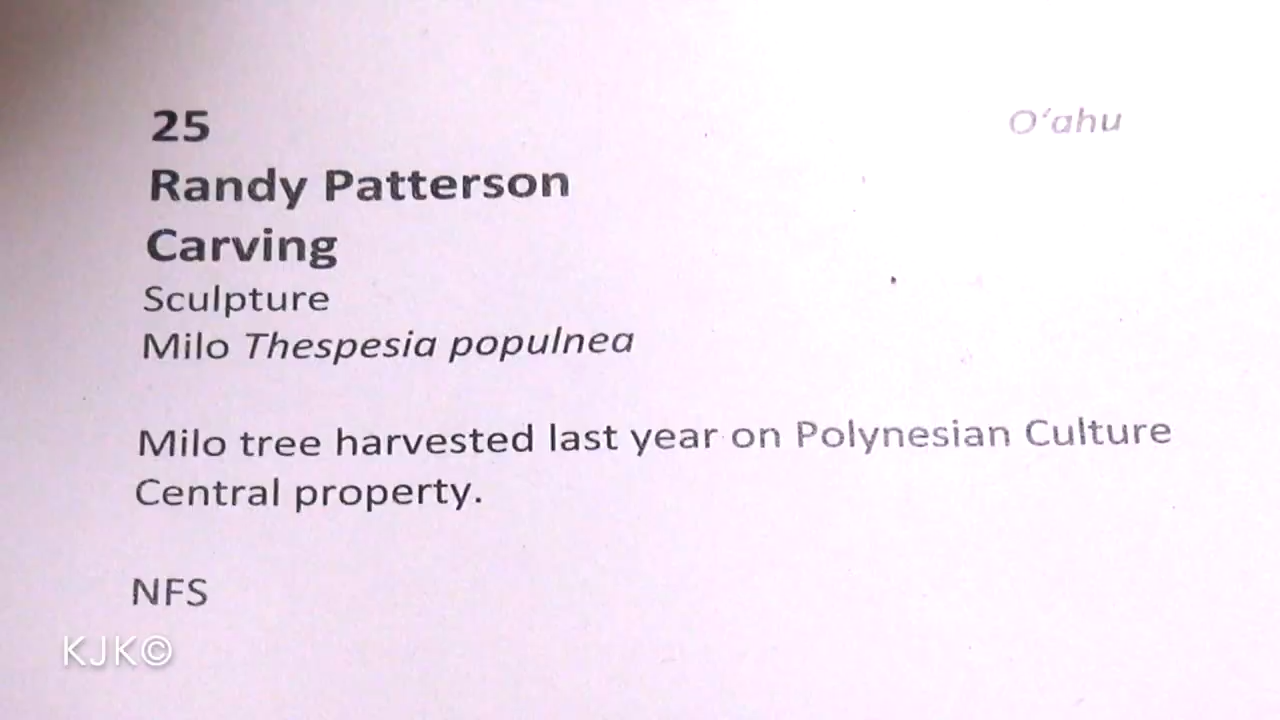 25
O'ahu
Randy Patterson
Carving
Sculpture
Milo Thespesia populnea
Milo tree harvested last year on Polynesian Culture
Central property.
NFS
KJK©